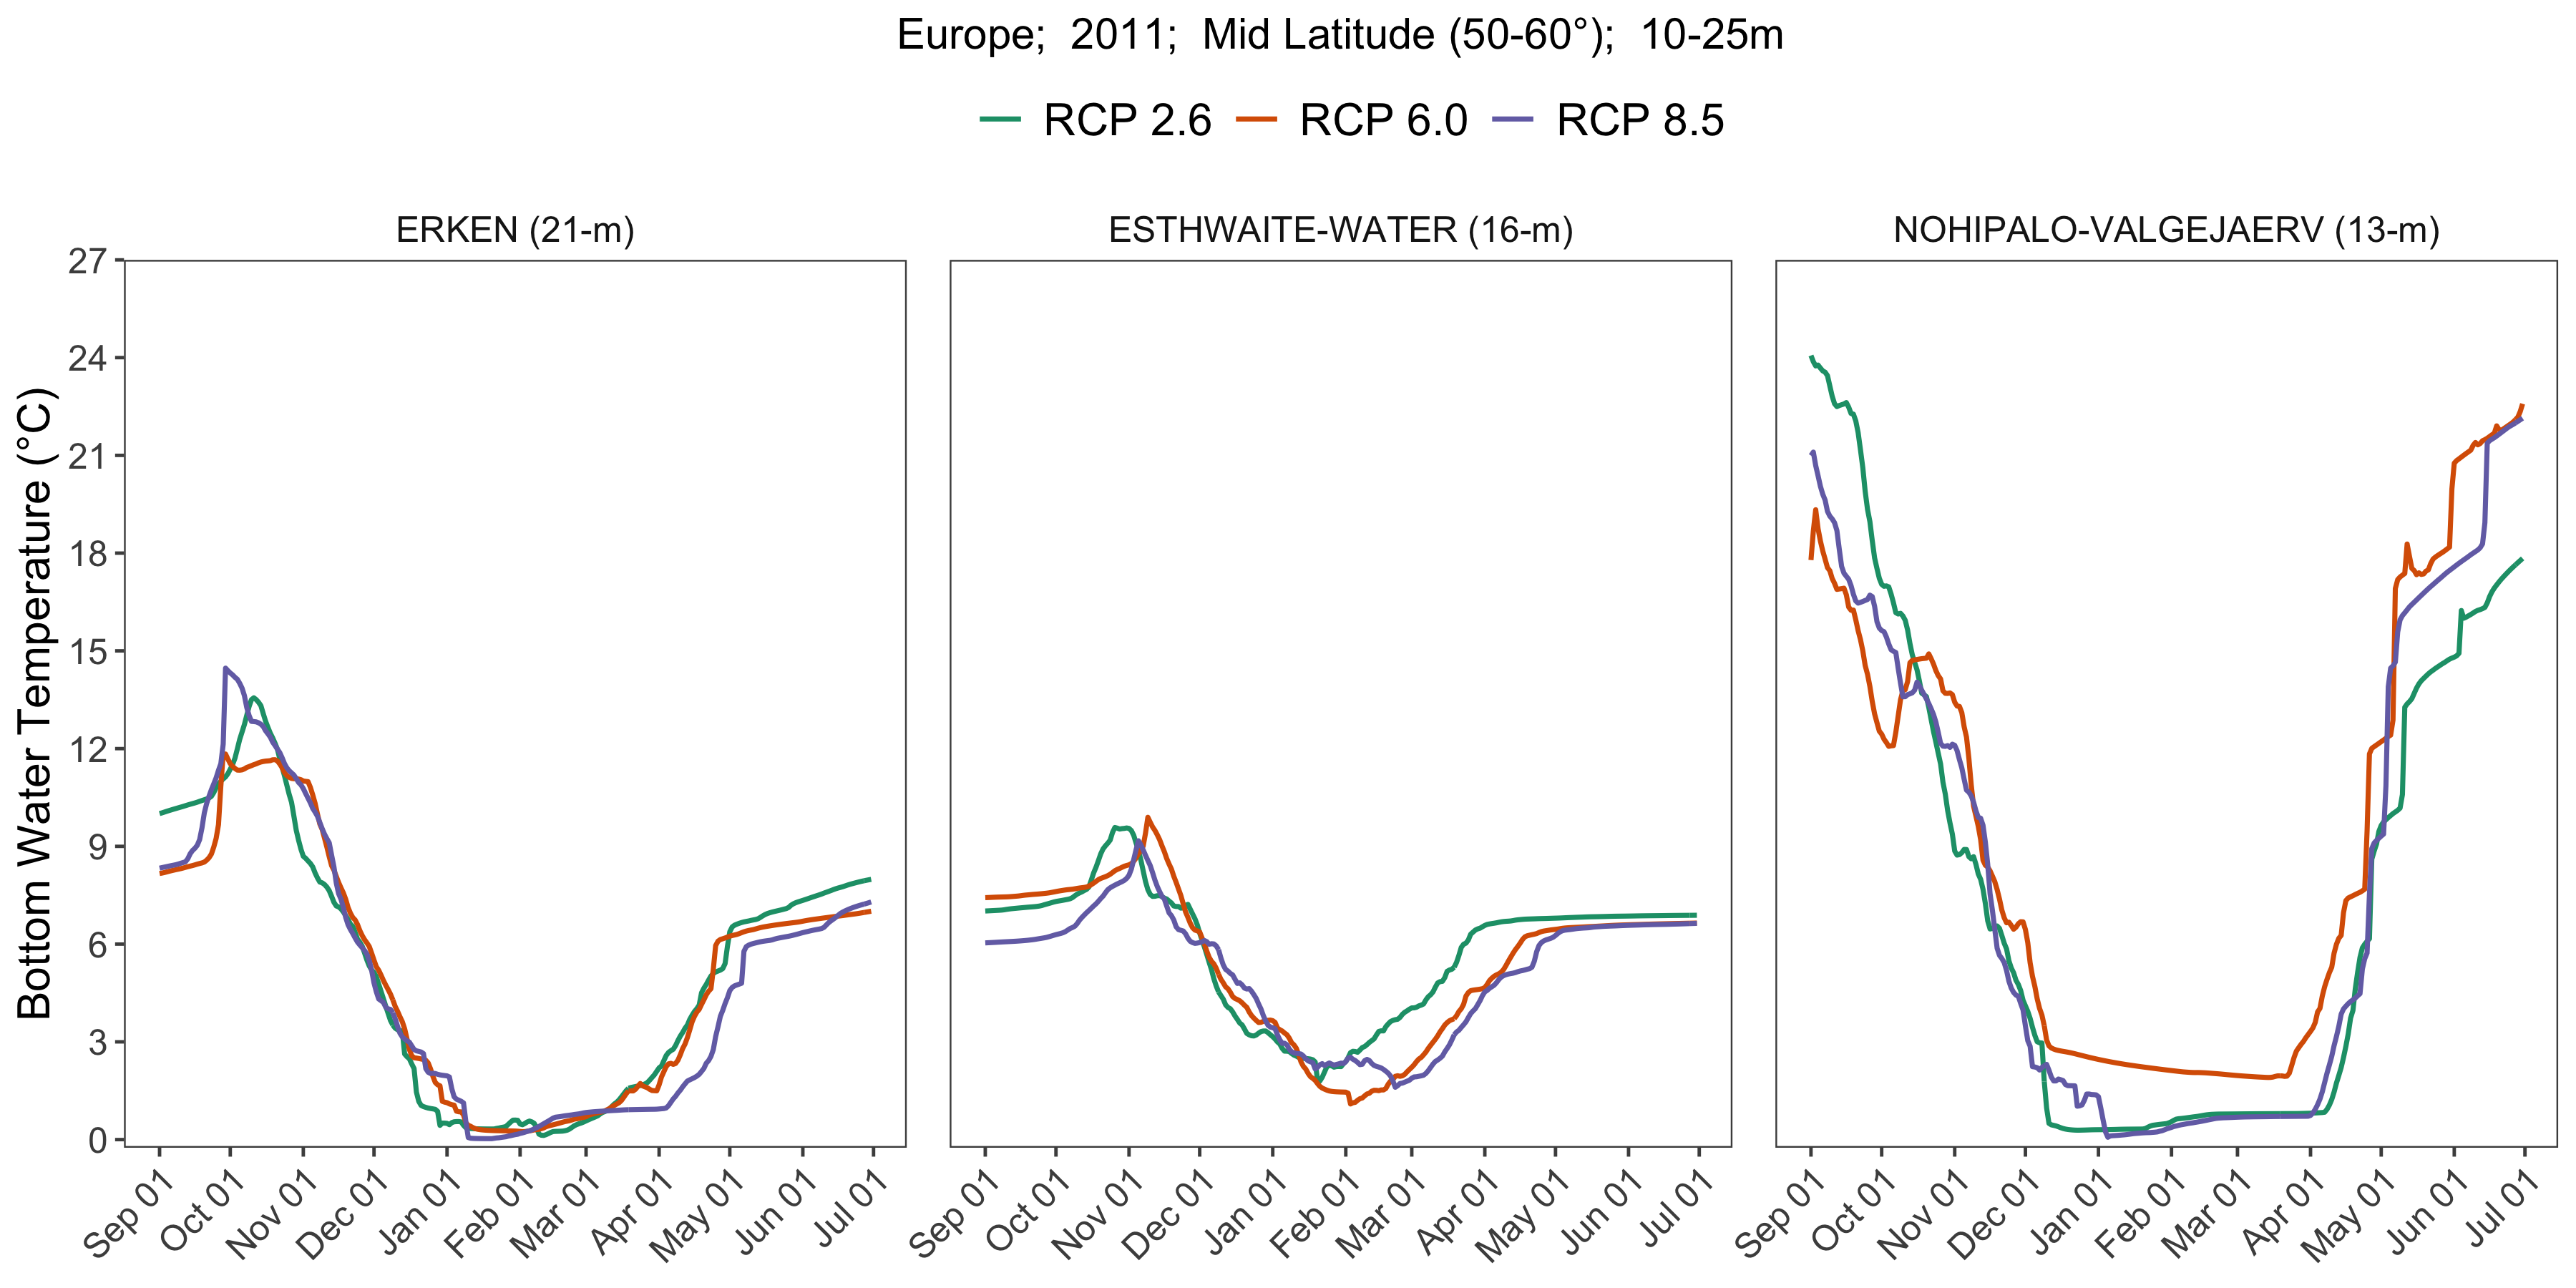 Europe;  2011;  Mid Latitude (50-60°);  10-25m
RCP 2.6 RCP 6.0 RCP 8.5
ERKEN (21-m) ESTHWAITE-WATER (16-m) NOHIPALO-VALGEJAERV (13-m)
Bottom Water Temperature (°C)
27
24
21
18
15
12
9
6
3
0
Sep 01 Oct 01 Nov 01 Dec 01 Jan 01 Feb 01 Mar 01 Apr 01 May 01 Jun 01 Jul 01 Sep 01 Oct 01 Nov 01 Dec 01 Jan 01 Feb 01 Mar 01 Apr 01 May 01 Jun 01 Jul 01 Sep 01 Oct 01 Nov 01 Dec 01 Jan 01 Feb 01 Mar 01 Apr 01 May 01 Jun 01 Jul 01